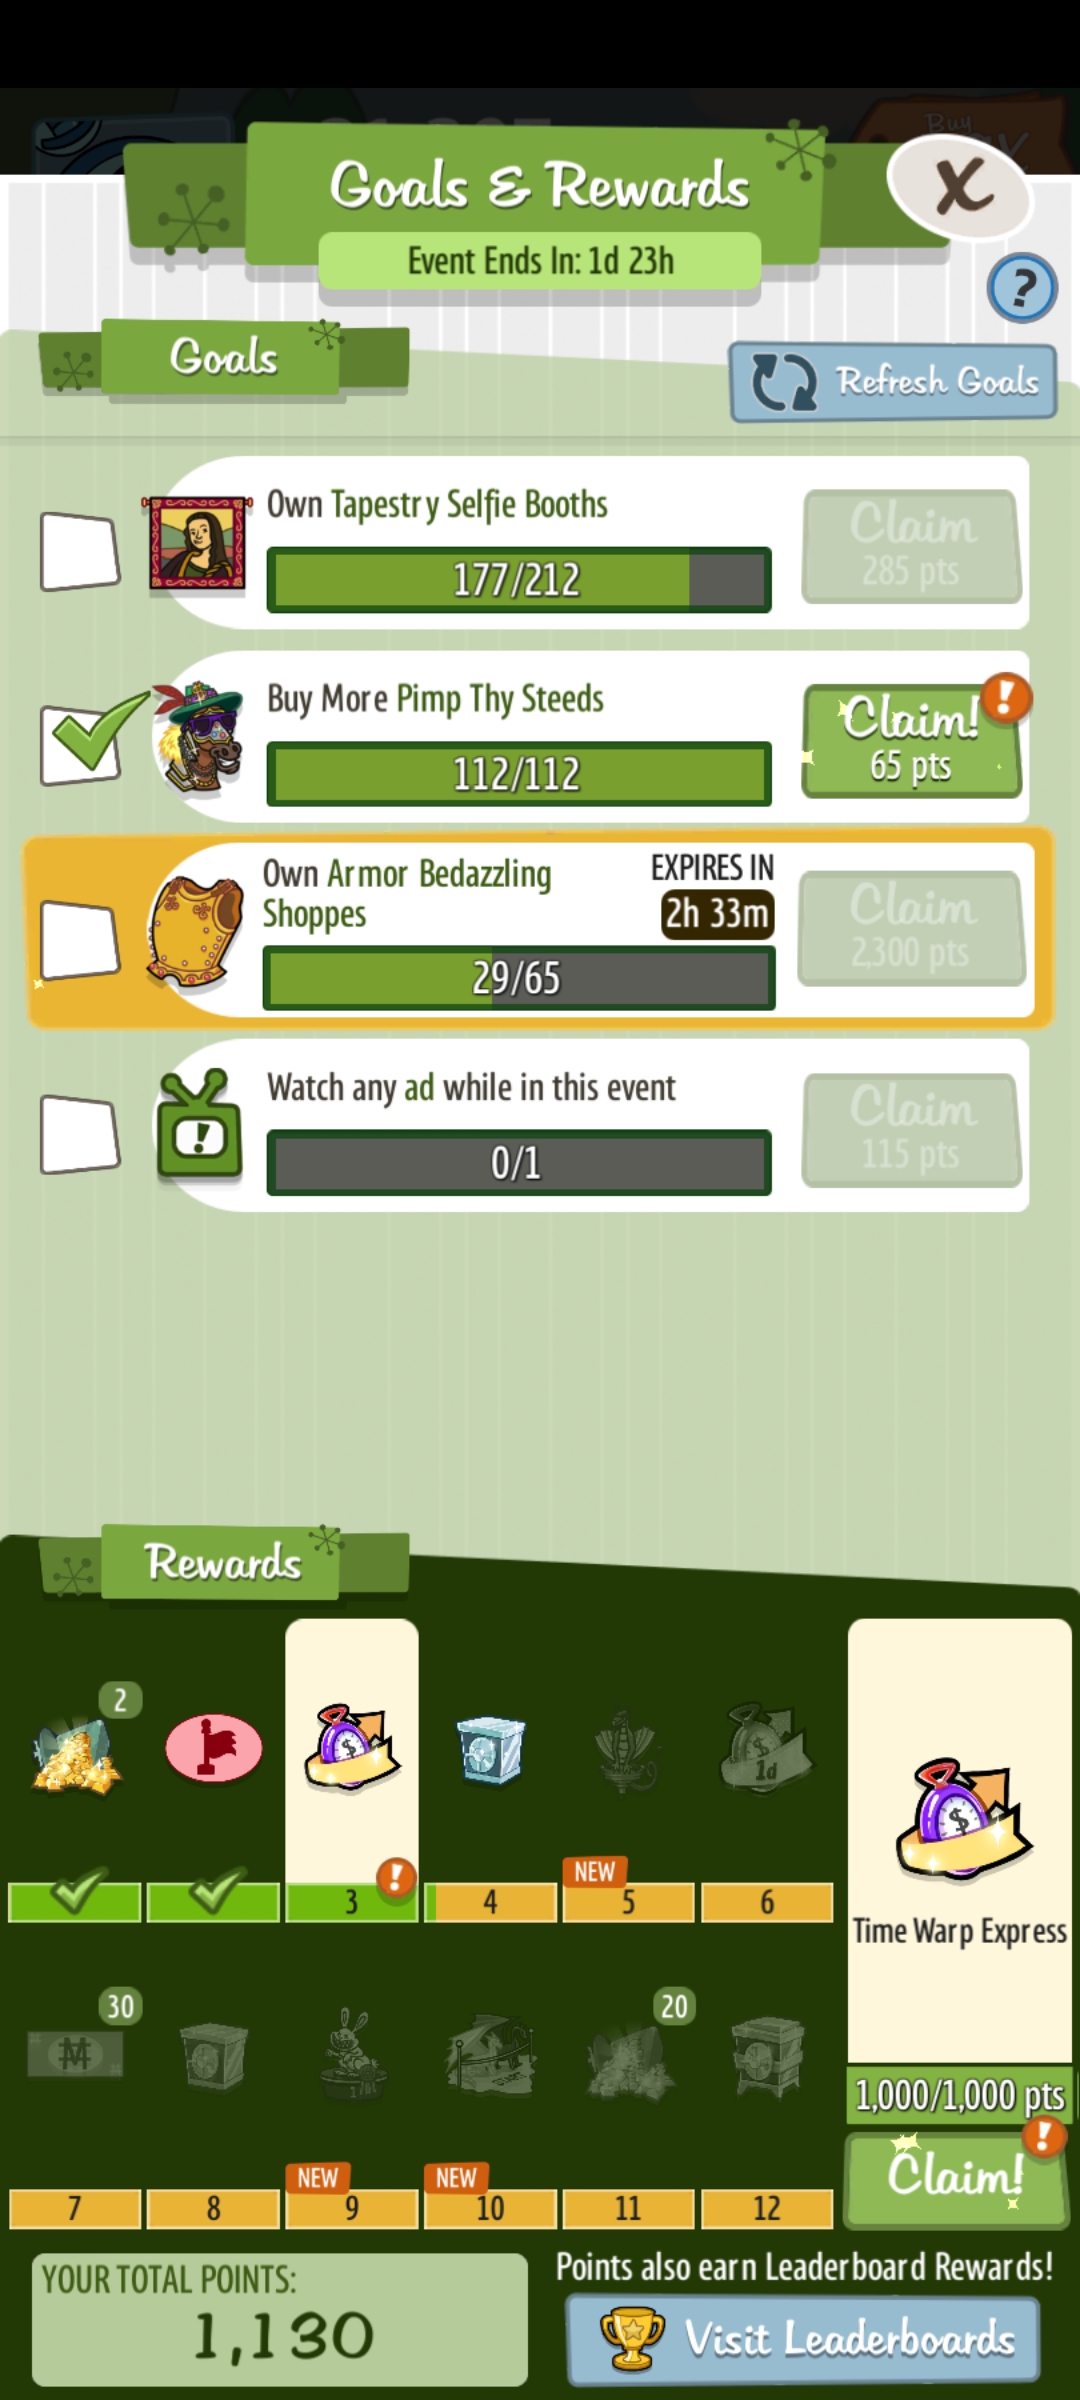 Buy
Goals & Rewards
X
Event Ends In: 1d 23h
?
Goals
Refresh Goals
Own Tapestry Selfie Booths
177/212
Claim
285 pts
Buy More Pimp Thy Steeds
112/112
Claim!
!
65 pts
Own Armor Bedazzling
Shoppes
EXPIRES IN
2h 33m
29/65
Claim
2,300 pts
Watch any ad while in this event
!
0/1
Claim
115 pts
Rewards
2
$
1d
$
!
NEW
3
4
5
6
Time Warp Express
30
20
1
1,000/1,000 pts
!
Claim!
NEW
NEW
7
8
9
10
11
12
YOUR TOTAL POINTS:
1,130
Points also earn Leaderboard Rewards!
Visit Leaderboards